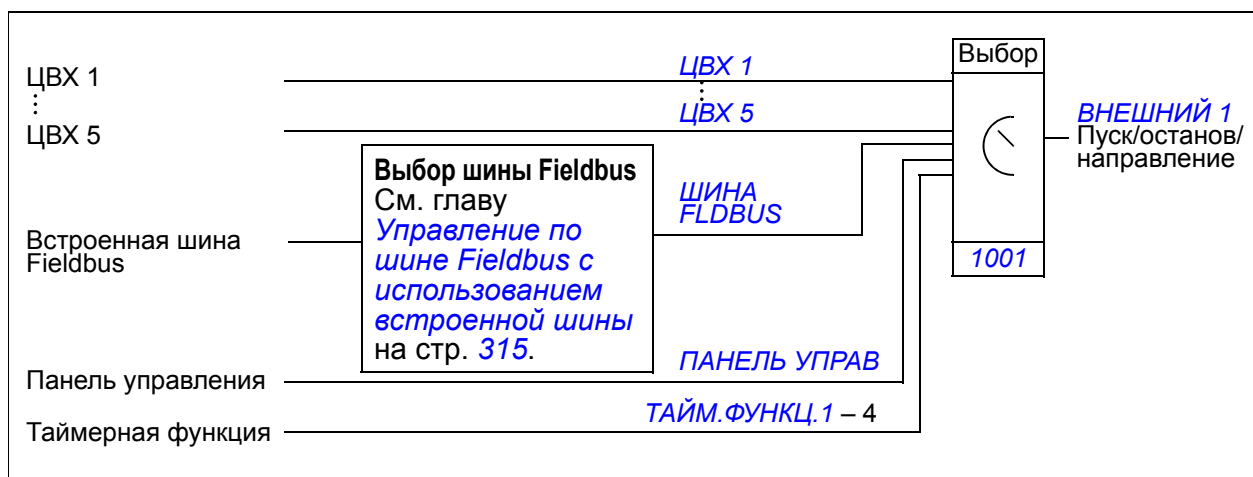 ЦВХ 1
ЦВХ 5
Встроенная шина
Fieldbus
Панель управления
Таймерная функция
Выбор шины Fieldbus
См. главу
Управление по
шине Fieldbus с
использованием
встроенной шины
на стр. 315.
ЦВХ 1
ЦВХ 5
ШИНА
FLDBUS
ПАНЕЛЬ УПРАВ
ТАЙМ.ФУНКЦ.1 – 4
Выбор
1001
ВНЕШНИЙ 1
Пуск/останов/
направление